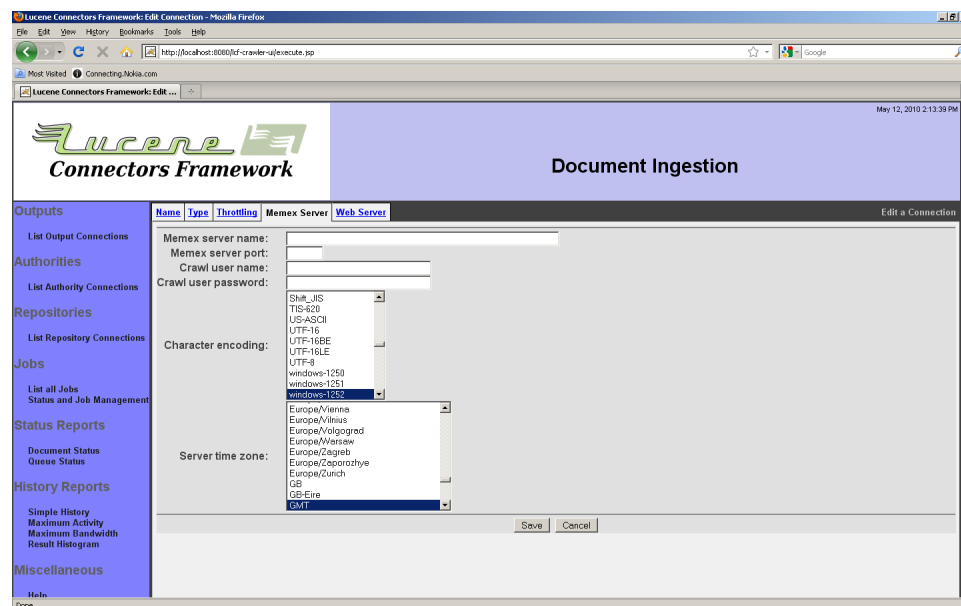 Lucene Connectors Framework: Edit Connection - Mozilla Firefox
File Edit View History Bookmarks Tools Help
http://localhost:8080/lcf-crawler-ui/execute.jsp
Google
Most Visited Connecting.Nokia.com
Lucene Connectors Framework: Edit ...
May 12, 2010 2:13:39 PM
Lucene
Connectors Framework
Document Ingestion
Outputs
List Output Connections
Authorities
List Authority Connections
Repositories
List Repository Connections
Jobs
List all Jobs
Status and Job Management
Status Reports
Document Status
Queue Status
History Reports
Simple History
Maximum Activity
Maximum Bandwidth
Result Histogram
Miscellaneous
Help
Name Type Throttling Memex Server Web Server
Edit a Connection
Memex server name:
Memex server port:
Crawl user name:
Crawl user password:
Character encoding:
Shift_JIS
TIS-620
US-ASCII
UTF-16
UTF-16BE
UTF-16LE
UTF-8
windows-1250
windows-1251
windows-1252
Server time zone:
Europe/Vienna
Europe/Vilnius
Europe/Volgograd
Europe/Warsaw
Europe/Zagreb
Europe/Zaporozhye
Europe/Zurich
GB
GB-Eire
GMT
Save Cancel
Done